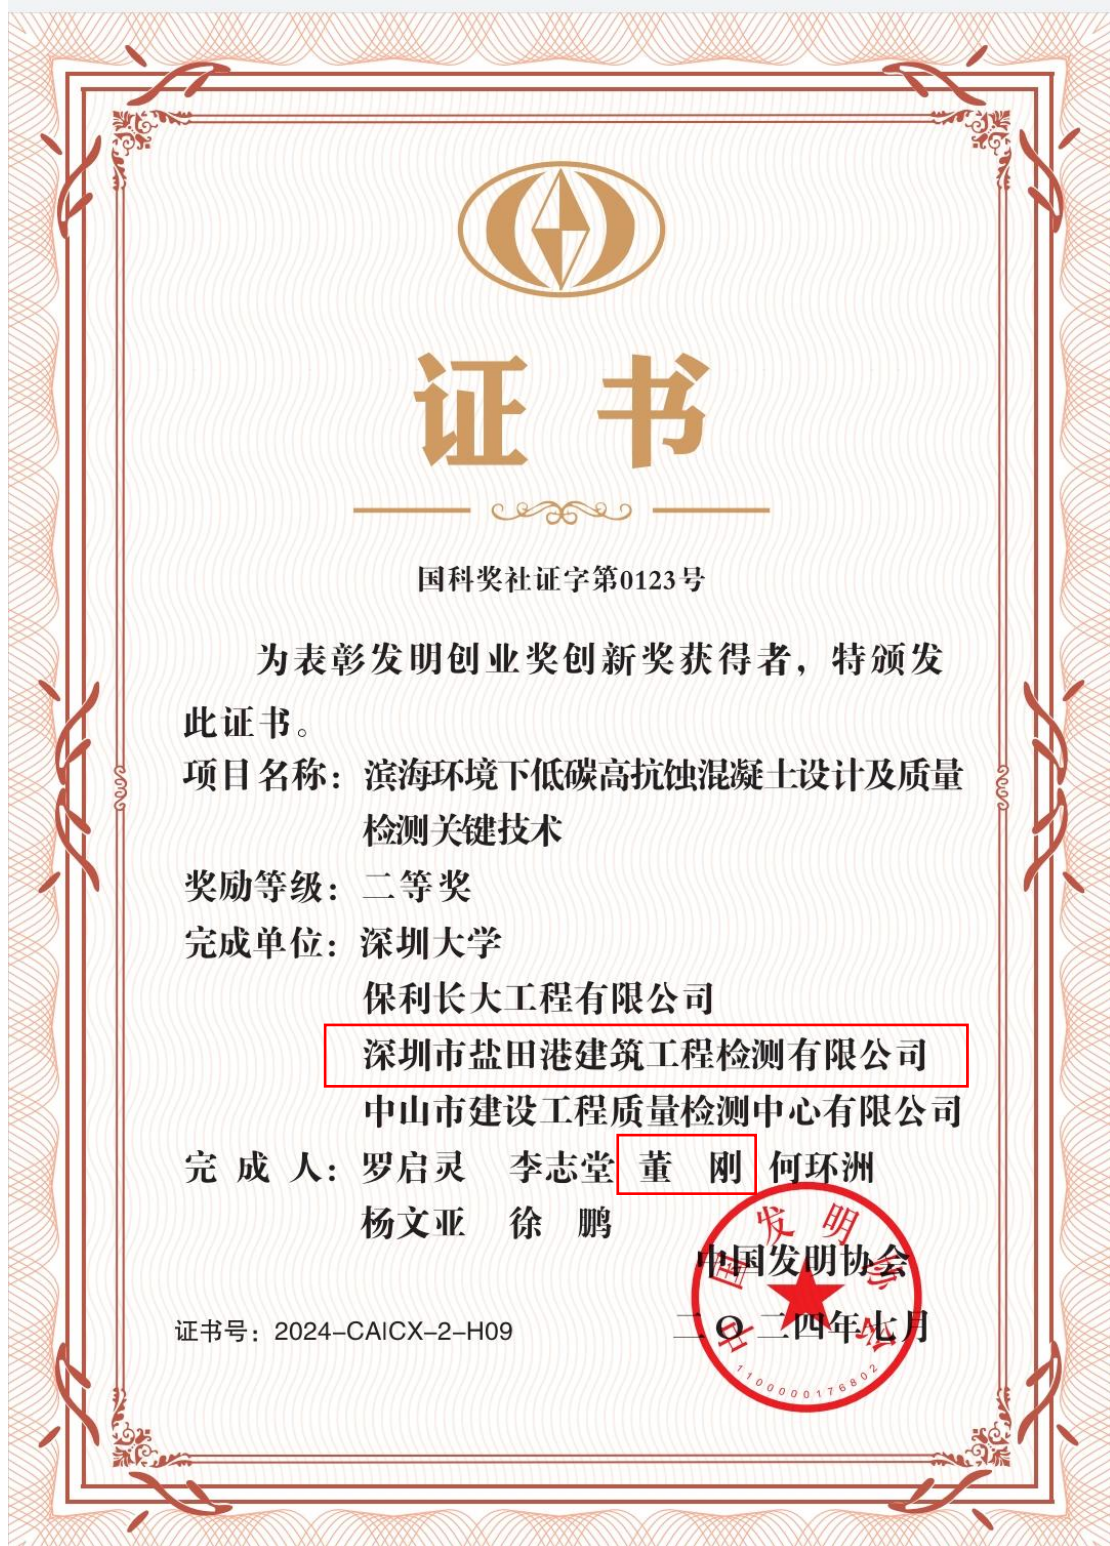 证书
国科奖社证字第0123号
为表彰发明创业奖创新奖获得者，特颁发
此证书。
项目名称：滨海环境下低碳高抗蚀混凝土设计及质量
检测关键技术
奖励等级：二等奖
完成单位：深圳大学
保利长大工程有限公司
深圳市盐田港建筑工程检测有限公司
中山市建设工程质量检测中心有限公司
完成人：罗启灵 李志堂 董刚 何环洲
杨文亚 徐鹏
中国发明协会
二〇二四年七月
中国发明协会
1100000176802
证书号：2024-CAICX-2-H09